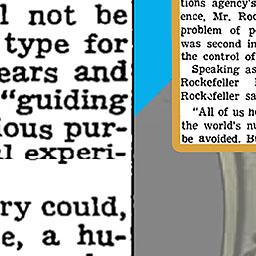 l not be
type for
ears and
"guiding
ious pur-
al experi-
ry could,
e, a hu-
tions agency's
ence, Mr. Roc
problem of p
was second in
the control of
Speaking as
Rockefeller
Rockefeller sa
"All of us h
the world's nu
be avoided. B